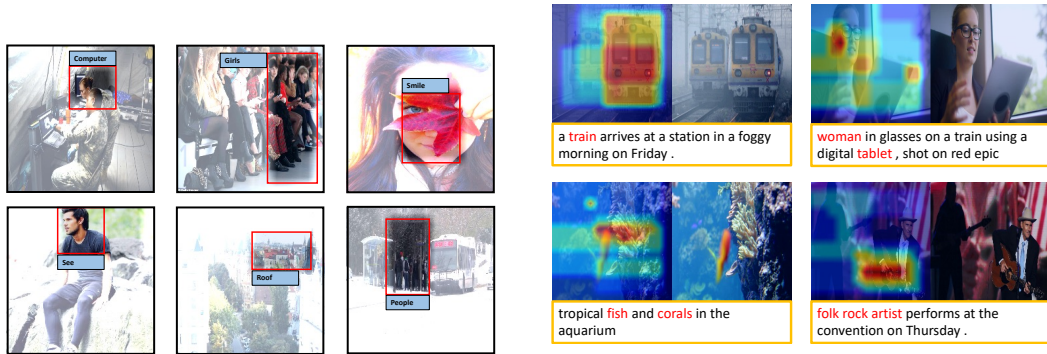 Computer
Girls
Smile
See
Roof
People
a train arrives at a station in a foggy
morning on Friday .
woman in glasses on a train using a
digital tablet , shot on red epic
tropical fish and corals in the
aquarium
folk rock artist performs at the
convention on Thursday .